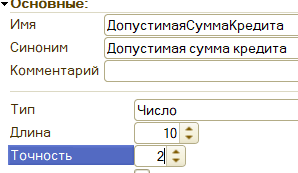 Основные:
Имя ДопустимаяСуммаКредита
Синоним Допустимая сумма кредита
Комментарий
Тип Число
Длина 10
Точность 2